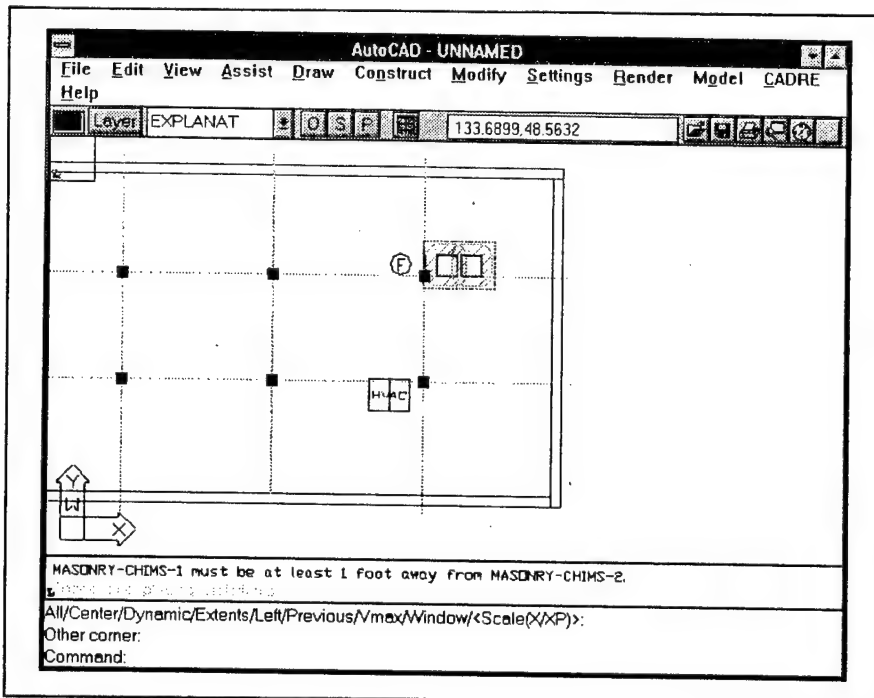 AutoCAD - UNNAMED
File Edit View Assist Draw Construct Modify Settings Render Model CADRE
Help
Layer EXPLANAT O S P 133.6899,48.5632
F
HVAC
Y
W
X
MASONRY-CHIMS-1 must be at least 1 foot away from MASONRY-CHIMS-2.
All/Center/Dynamic/Extents/Left/Previous/Vmax/Window/<Scale(X/XP)>:
Other corner:
Command: